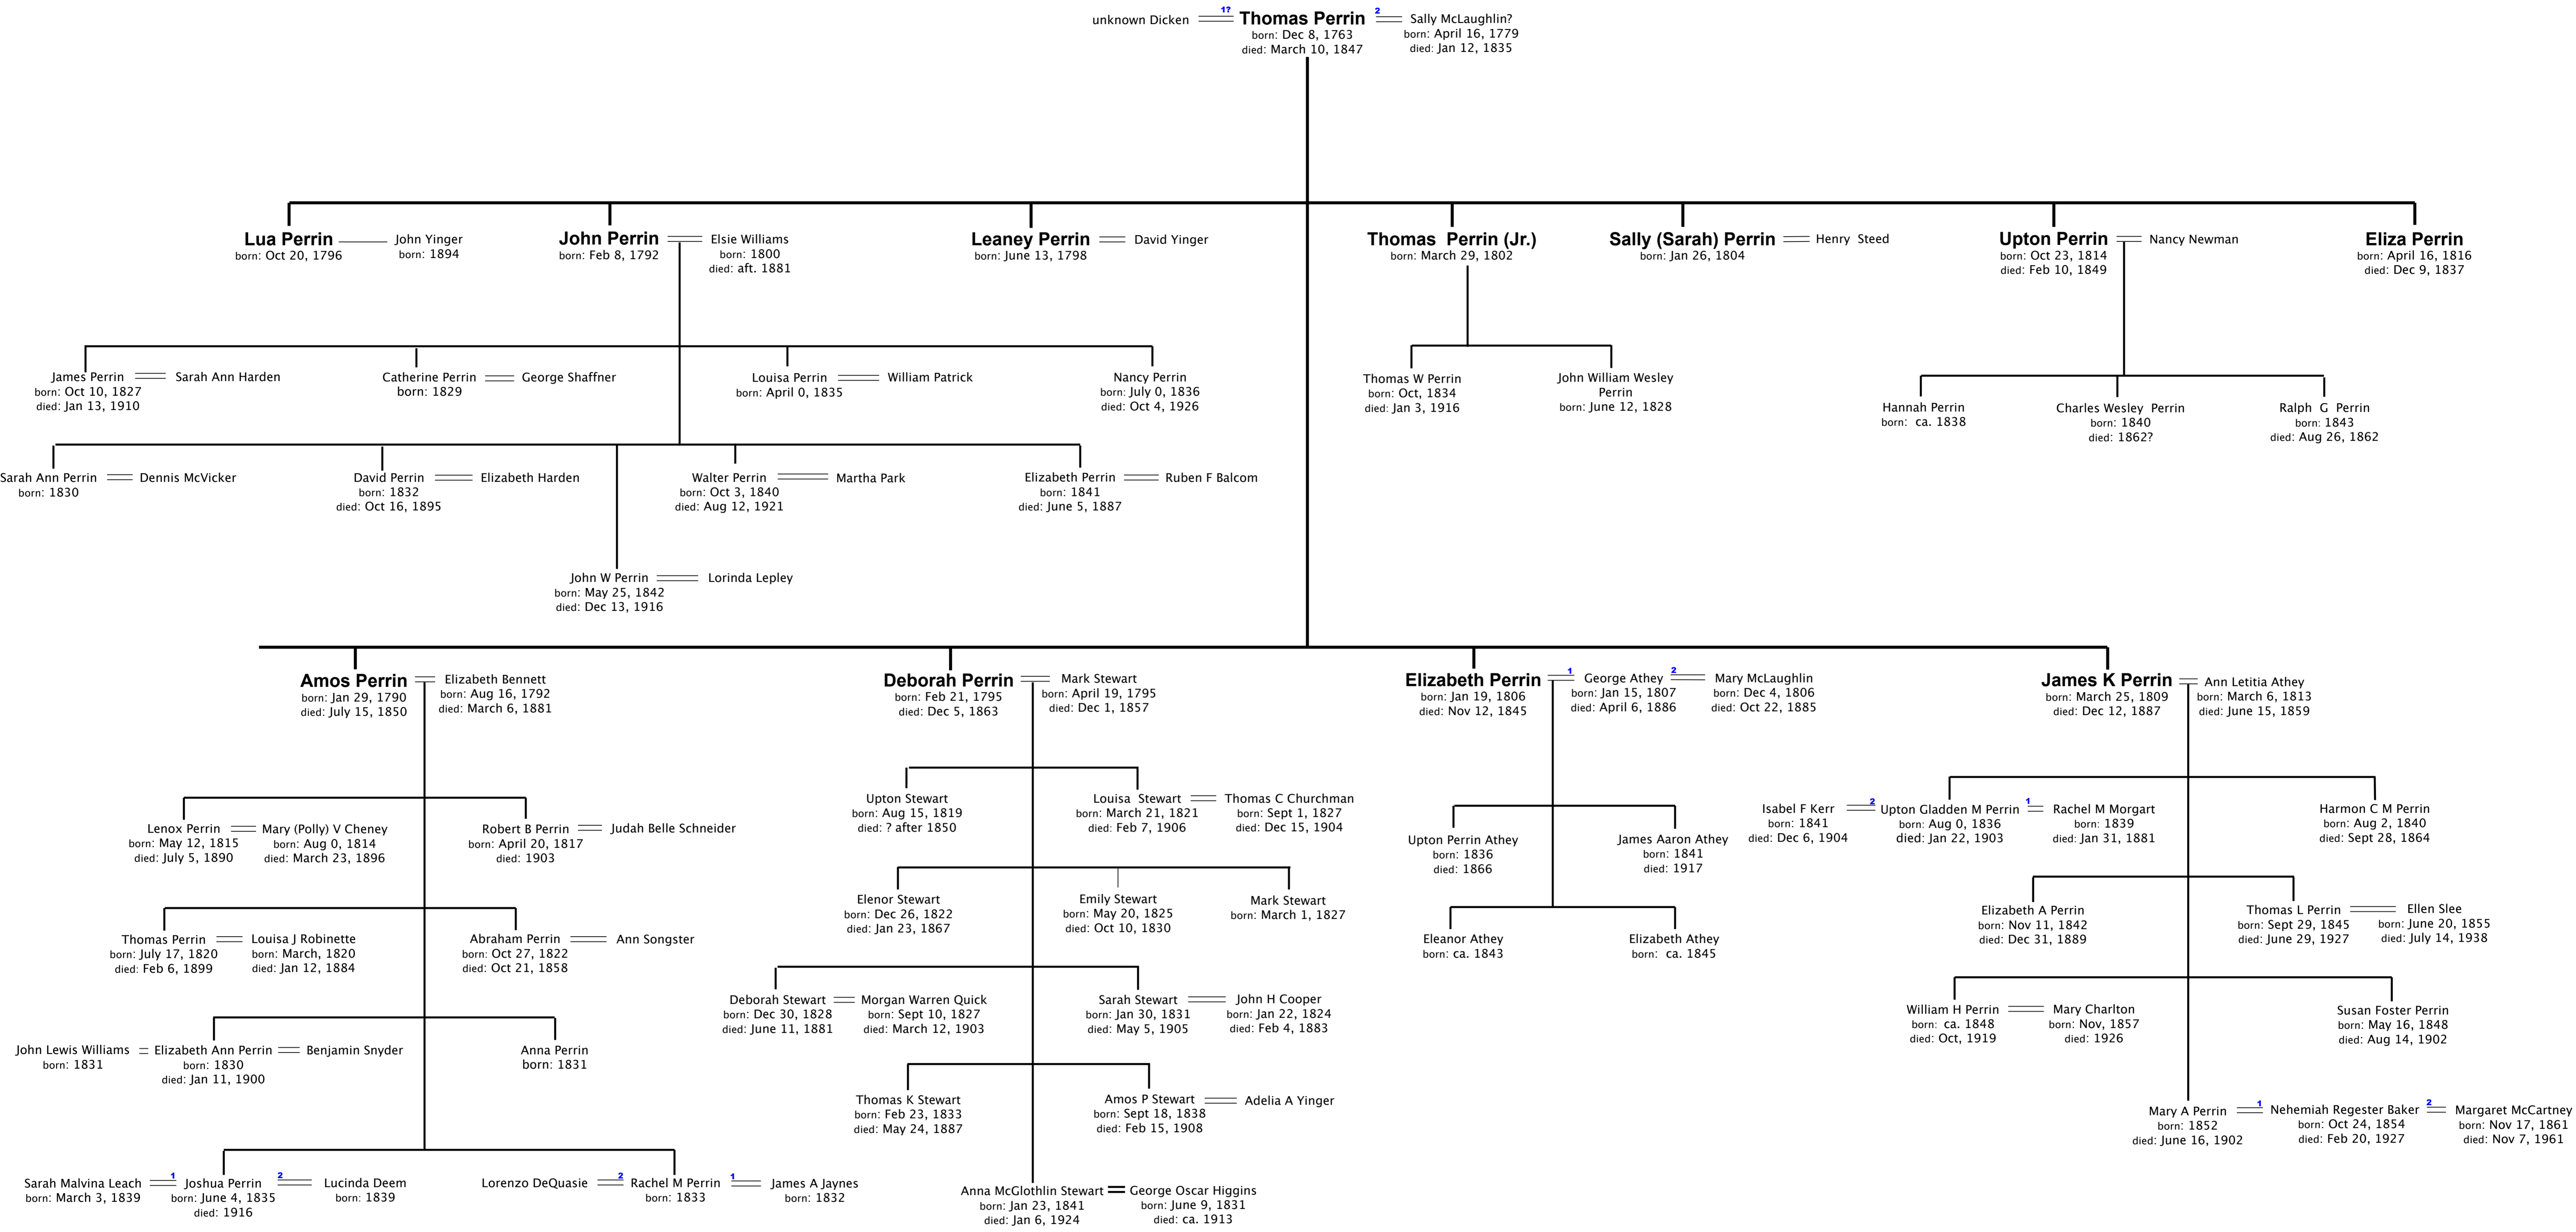 unknown Dicken 1? Thomas Perrin 2 Sally McLaughlin?
born: Dec 8, 1763 born: April 16, 1779
died: March 10, 1847 died: Jan 12, 1835
Lua Perrin John Yinger John Perrin Elsie Williams Leaney Perrin David Yinger Thomas Perrin (Jr.) Sally (Sarah) Perrin Henry Steed Upton Perrin Nancy Newman Eliza Perrin
born: Oct 20, 1796 born: 1894 born: Feb 8, 1792 born: 1800 born: June 13, 1798 born: March 29, 1802 born: Jan 26, 1804 born: Oct 23, 1814 born: April 16, 1816
died: aft. 1881 died: Feb 10, 1849 died: Dec 9, 1837
James Perrin Sarah Ann Harden Catherine Perrin George Shaffner Louisa Perrin William Patrick Nancy Perrin Thomas W Perrin John William Wesley
born: Oct 10, 1827 born: 1829 born: April 0, 1835 born: July 0, 1836 born: Oct, 1834 Perrin
died: Jan 13, 1910 died: Oct 4, 1926 died: Jan 3, 1916 born: June 12, 1828
Hannah Perrin Charles Wesley Perrin Ralph G Perrin
born: ca. 1838 born: 1840 born: 1843
died: 1862? died: Aug 26, 1862
Sarah Ann Perrin Dennis McVicker David Perrin Elizabeth Harden Walter Perrin Martha Park Elizabeth Perrin Ruben F Balcom
born: 1830 born: 1832 born: Oct 3, 1840 born: 1841
died: Oct 16, 1895 died: Aug 12, 1921 died: June 5, 1887
John W Perrin Lorinda Lepley
born: May 25, 1842
died: Dec 13, 1916
Amos Perrin Elizabeth Bennett Deborah Perrin Mark Stewart Elizabeth Perrin 1 George Athey 2 Mary McLaughlin James K Perrin Ann Letitia Athey
born: Jan 29, 1790 born: Aug 16, 1792 born: Feb 21, 1795 born: April 19, 1795 born: Jan 19, 1806 born: Jan 15, 1807 born: Dec 4, 1806 born: March 25, 1809 born: March 6, 1813
died: July 15, 1850 died: March 6, 1881 died: Dec 5, 1863 died: Dec 1, 1857 died: Nov 12, 1845 died: April 6, 1886 died: Oct 22, 1885 died: Dec 12, 1887 died: June 15, 1859
Upton Stewart Louisa Stewart Thomas C Churchman Isabel F Kerr 2 Upton Gladden M Perrin 1 Rachel M Morgart Harmon C M Perrin
born: Aug 15, 1819 born: March 21, 1821 born: Sept 1, 1827 born: 1841 born: Aug 0, 1836 born: 1839 born: Aug 2, 1840
died: ? after 1850 died: Feb 7, 1906 died: Dec 15, 1904 died: Dec 6, 1904 died: Jan 22, 1903 died: Jan 31, 1881 died: Sept 28, 1864
Lenox Perrin Mary (Polly) V Cheney Robert B Perrin Judah Belle Schneider Upton Perrin Athey James Aaron Athey
born: May 12, 1815 born: Aug 0, 1814 born: April 20, 1817 born: 1836 born: 1841
died: July 5, 1890 died: March 23, 1896 died: 1903 died: 1866 died: 1917
Elenor Stewart Emily Stewart Mark Stewart Elizabeth A Perrin Thomas L Perrin Ellen Slee
born: Dec 26, 1822 born: May 20, 1825 born: March 1, 1827 born: Nov 11, 1842 born: Sept 29, 1845 born: June 20, 1855
died: Jan 23, 1867 died: Oct 10, 1830 died: Dec 31, 1889 died: June 29, 1927 died: July 14, 1938
Thomas Perrin Louisa J Robinette Abraham Perrin Ann Songster Eleanor Athey Elizabeth Athey
born: July 17, 1820 born: March, 1820 born: Oct 27, 1822 born: ca. 1843 born: ca. 1845
died: Feb 6, 1899 died: Jan 12, 1884 died: Oct 21, 1858
Deborah Stewart Morgan Warren Quick Sarah Stewart John H Cooper William H Perrin Mary Charlton Susan Foster Perrin
born: Dec 30, 1828 born: Sept 10, 1827 born: Jan 30, 1831 born: Jan 22, 1824 born: ca. 1848 born: Nov, 1857 born: May 16, 1848
died: June 11, 1881 died: March 12, 1903 died: May 5, 1905 died: Feb 4, 1883 died: Oct, 1919 died: 1926 died: Aug 14, 1902
John Lewis Williams Elizabeth Ann Perrin Benjamin Snyder Anna Perrin
born: 1831 born: 1830 born: 1831
died: Jan 11, 1900
Thomas K Stewart Amos P Stewart Adelia A Yinger Mary A Perrin 1 Nehemiah Regester Baker 2 Margaret McCartney
born: Feb 23, 1833 born: Sept 18, 1838 born: 1852 born: Oct 24, 1854 born: Nov 17, 1861
died: May 24, 1887 died: Feb 15, 1908 died: June 16, 1902 died: Feb 20, 1927 died: Nov 7, 1961
Sarah Malvina Leach 1 Joshua Perrin 2 Lucinda Deem Lorenzo DeQuasie 2 Rachel M Perrin 1 James A Jaynes Anna McGlothlin Stewart George Oscar Higgins
born: March 3, 1839 born: June 4, 1835 born: 1839 born: 1833 born: 1832 born: Jan 23, 1841 born: June 9, 1831
died: 1916 died: Jan 6, 1924 died: ca. 1913